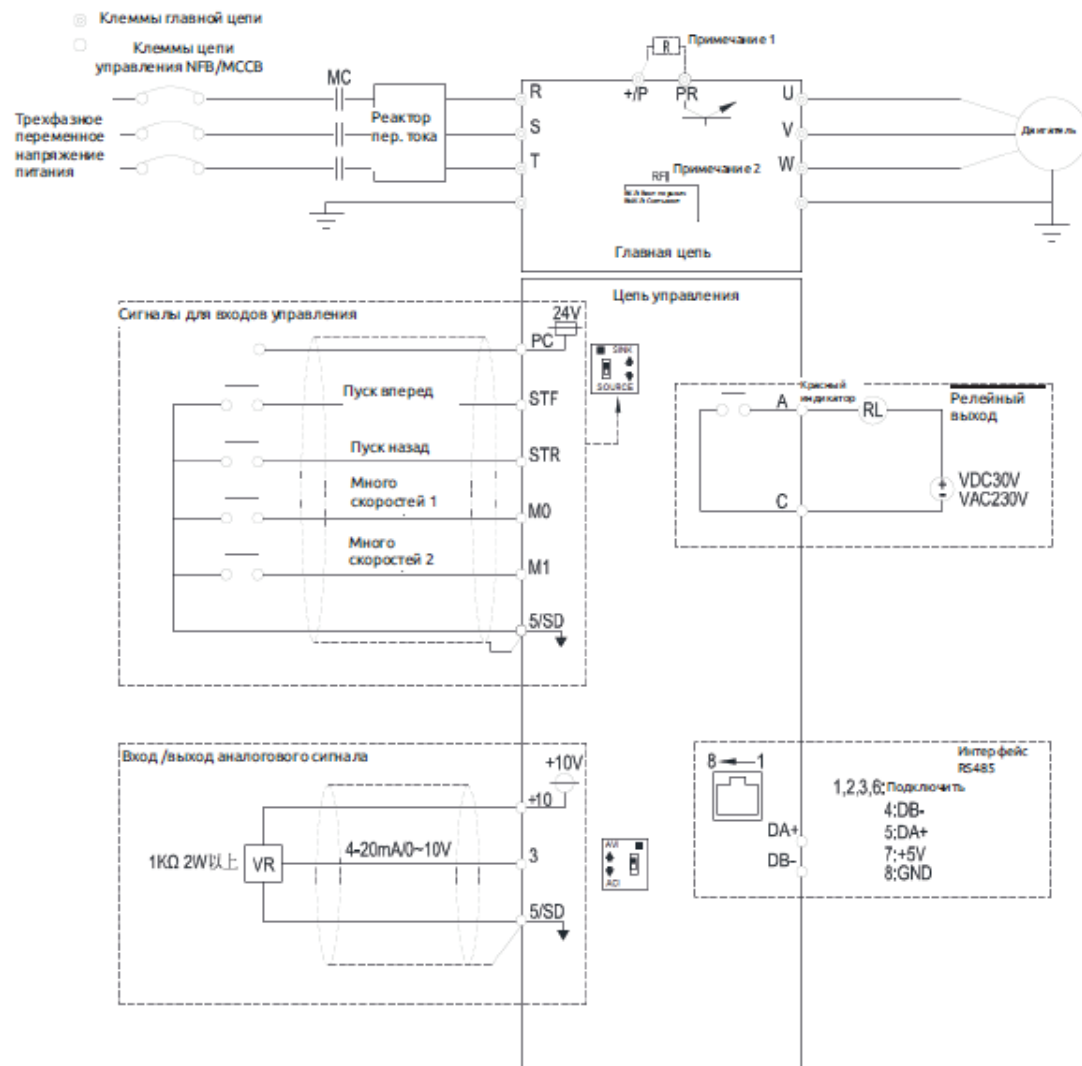 Клеммы главной цепи
Клеммы цепи
управления NFB/MCCB
MC
Трехфазное
переменное
напряжение
питания
Реактор
пер. тока
R
S
T
R
Примечание 1
+/P
PR
U
V
W
Двигатель
RFI
Примечание 2
Главная цепь
Цепь управления
Сигналы для входов управления
24V
PC
SINK
SOURCE
Пуск вперед
STF
Пуск назад
STR
Много
скоростей 1
M0
Много
скоростей 2
M1
5/SD
A
Красный
индикатор
RL
Релейный
выход
VDC30V
VAC230V
C
Вход /выход аналогового сигнала
+10V
+10
4-20mA/0~10V
3
1KΩ 2W以上
VR
5/SD
AVI
ACI
8
1
Интерфейс
RS485
1,2,3,6: Подключить
4:DB-
5:DA+
7:+5V
8:GND
DA+
DB-